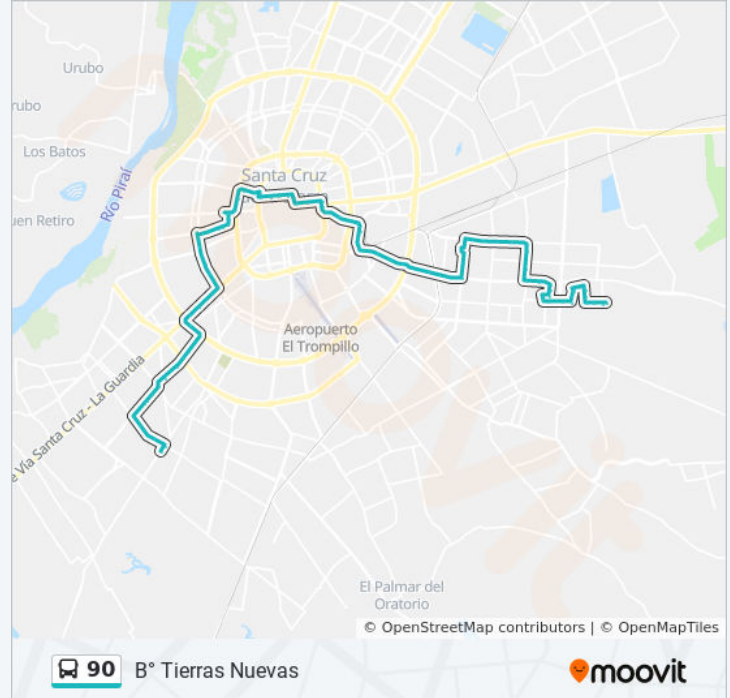 Urubo
rubo
Los Batos
Río Piraí
uen Retiro
Santa Cruz
Aeropuerto
El Trompillo
e Vía Santa Cruz - La Guardia
El Palmar del
Oratorio
© OpenStreetMap contributors | © OpenMapTiles
90 B° Tierras Nuevas
moovit